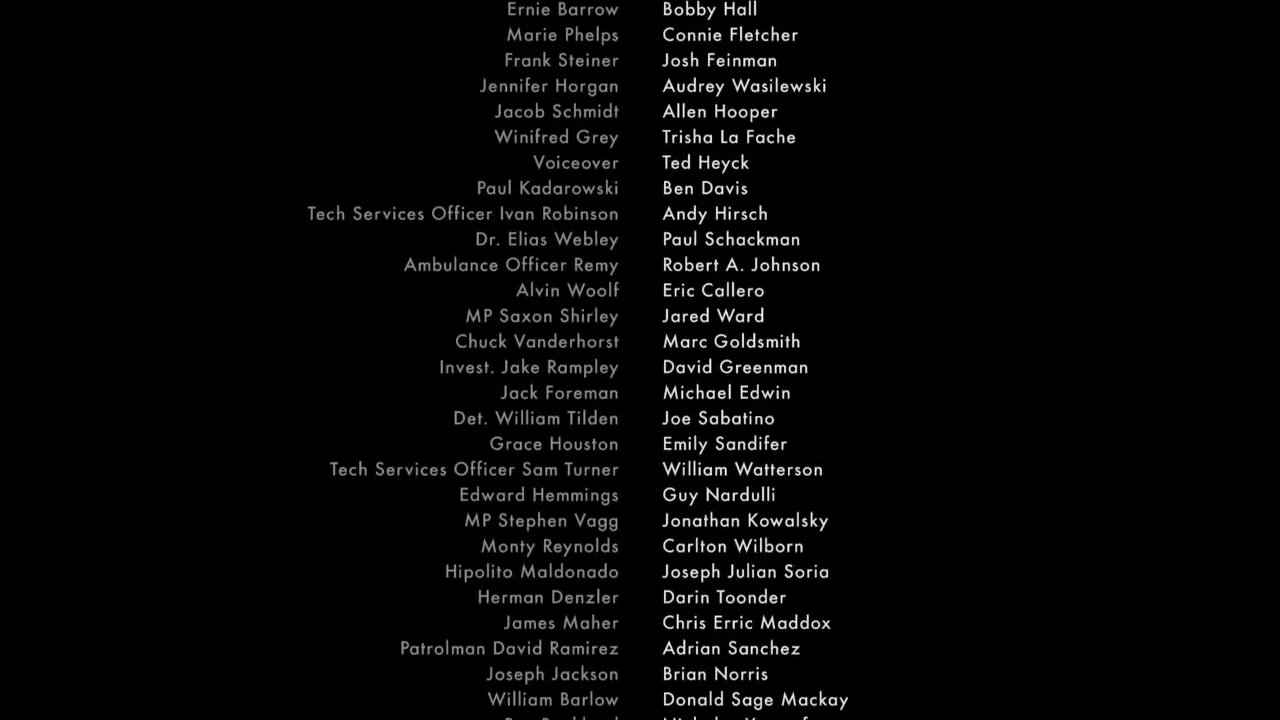 Ernie Barrow Bobby Hall
Marie Phelps Connie Fletcher
Frank Steiner Josh Feinman
Jennifer Horgan Audrey Wasilewski
Jacob Schmidt Allen Hooper
Winifred Grey Trisha La Fache
Voiceover Ted Heyck
Paul Kadarowski Ben Davis
Tech Services Officer Ivan Robinson Andy Hirsch
Dr. Elias Webley Paul Schackman
Ambulance Officer Remy Robert A. Johnson
Alvin Woolf Eric Callero
MP Saxon Shirley Jared Ward
Chuck Vanderhorst Marc Goldsmith
Invest. Jake Rampley David Greenman
Jack Foreman Michael Edwin
Det. William Tilden Joe Sabatino
Grace Houston Emily Sandifer
Tech Services Officer Sam Turner William Watterson
Edward Hemmings Guy Nardulli
MP Stephen Vagg Jonathan Kowalsky
Monty Reynolds Carlton Wilborn
Hipolito Maldonado Joseph Julian Soria
Herman Denzler Darin Toonder
James Maher Chris Erric Maddox
Patrolman David Ramirez Adrian Sanchez
Joseph Jackson Brian Norris
William Barlow Donald Sage Mackay